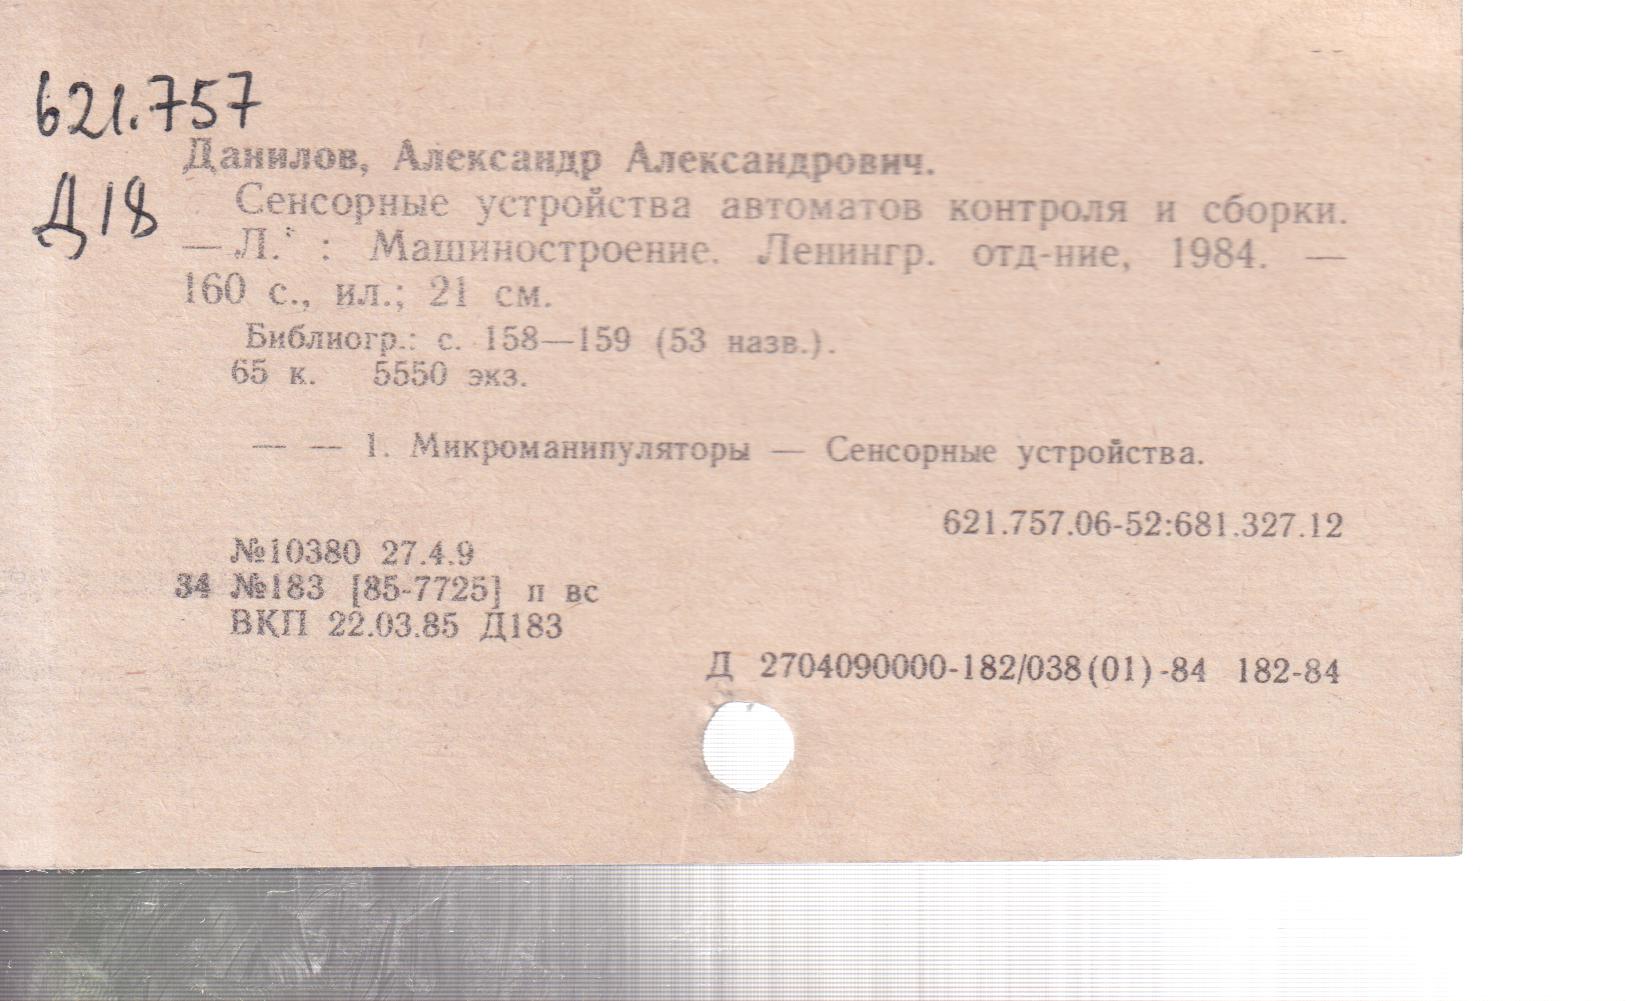 621.757
Данилов, Александр Александрович.
Д18
Сенсорные устройства автоматов контроля и сборки.
— Л. : Машиностроение. Ленингр. отд-ние, 1984. —
160 с., ил.; 21 см.
Библиогр.: с. 158—159 (53 назв.).
65 к. 5550 экз.
— — 1. Микроманипуляторы — Сенсорные устройства.
621.757.06-52:681.327.12
№10380 27.4.9
34 №183 [85-7725] п вс
ВКП 22.03.85 Д183
Д 2704090000-182/038(01)-84 182-84